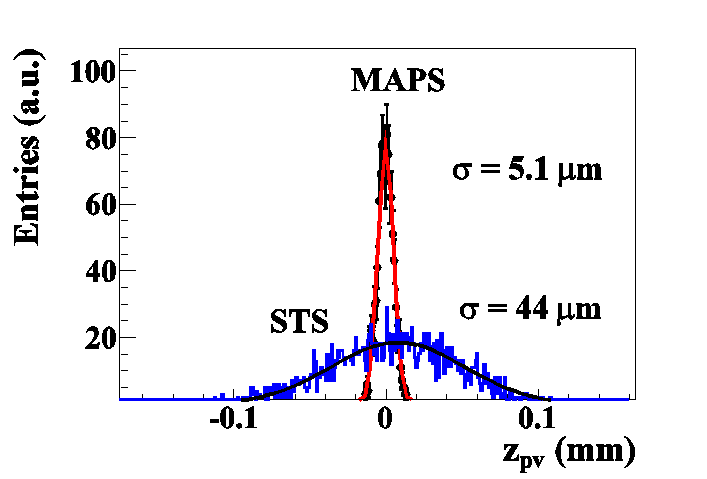 Entries (a.u.)
100
80
60
40
20
MAPS
σ = 5.1 μm
STS
σ = 44 μm
-0.1
0
0.1
z_pv (mm)